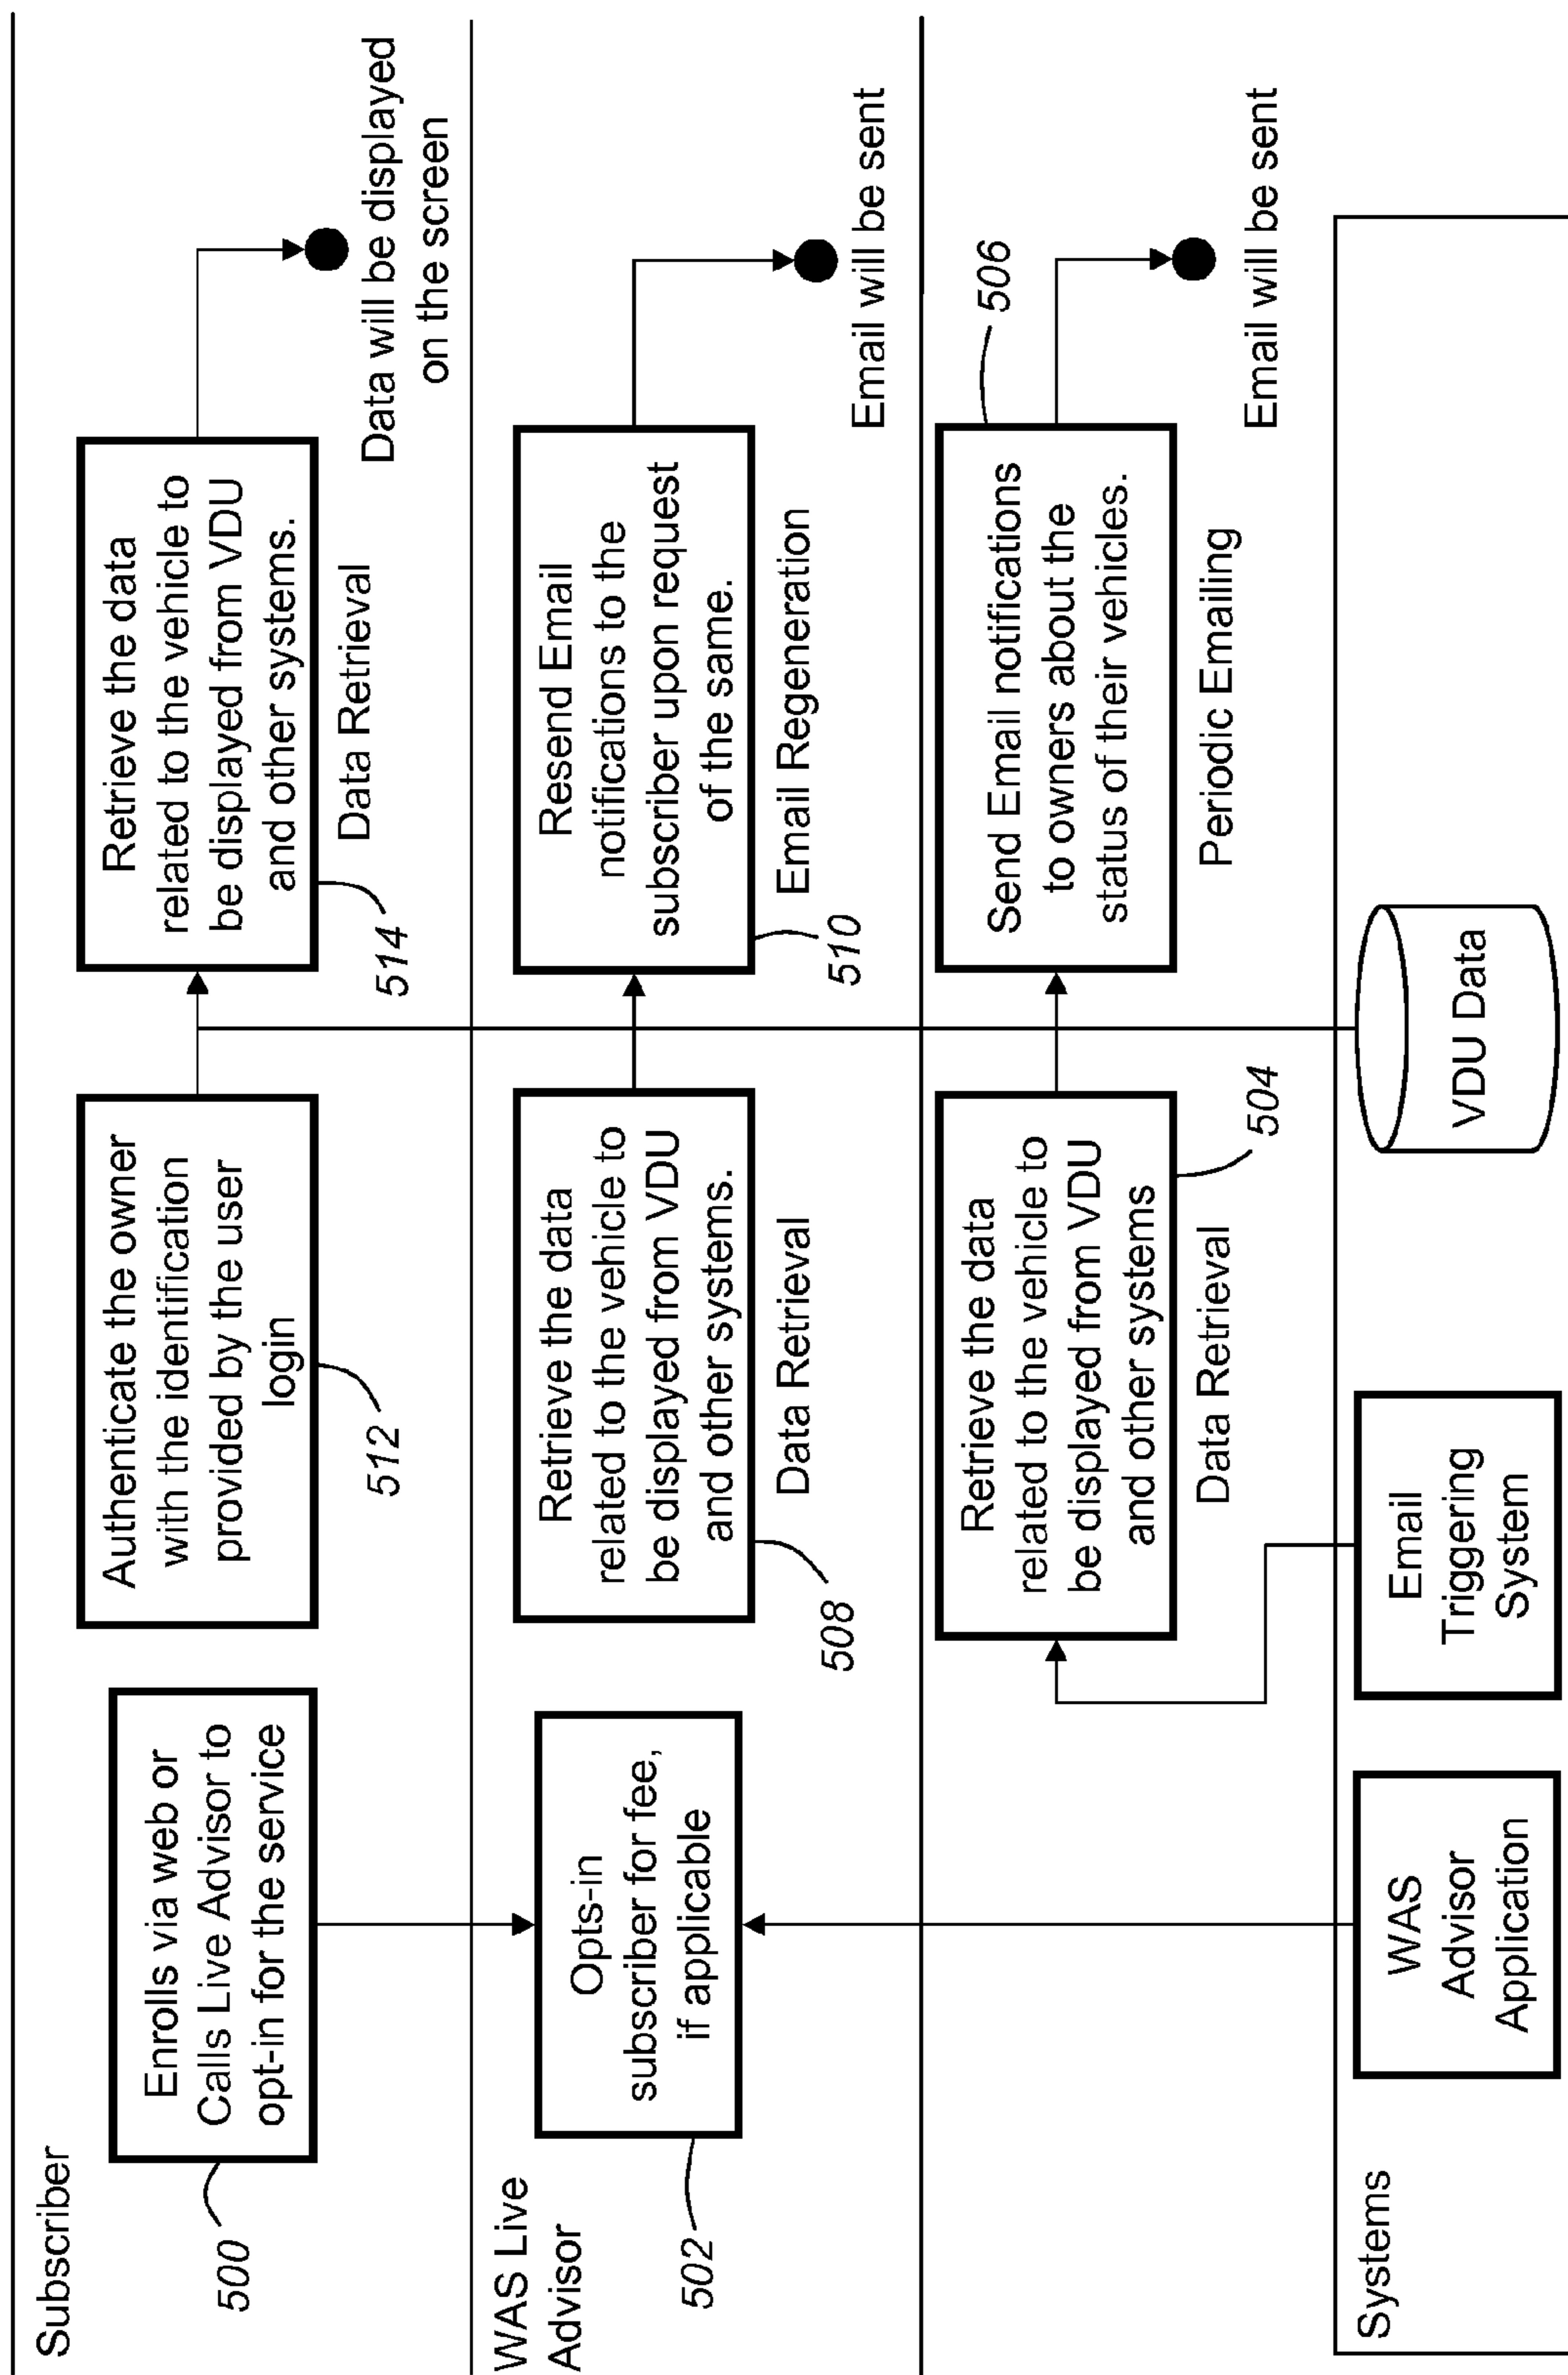 Subscriber
500
Enrolls via web or
Calls Live Advisor to
opt-in for the service
Authenticate the owner
with the identification
provided by the user
login
512
Retrieve the data
related to the vehicle to
be displayed from VDU
and other systems.
514
Data Retrieval
Data will be displayed
on the screen
WAS Live
Advisor
502
Opts-in
subscriber for fee,
if applicable
Retrieve the data
related to the vehicle to
be displayed from VDU
and other systems.
508
Data Retrieval
Resend Email
notifications to the
subscriber upon request
of the same.
510
Email Regeneration
Email will be sent
Retrieve the data
related to the vehicle to
be displayed from VDU
and other systems
504
Data Retrieval
Send Email notifications
to owners about the
status of their vehicles.
506
Periodic Emailing
Email will be sent
Systems
WAS
Advisor
Application
Email
Triggering
System
VDU Data